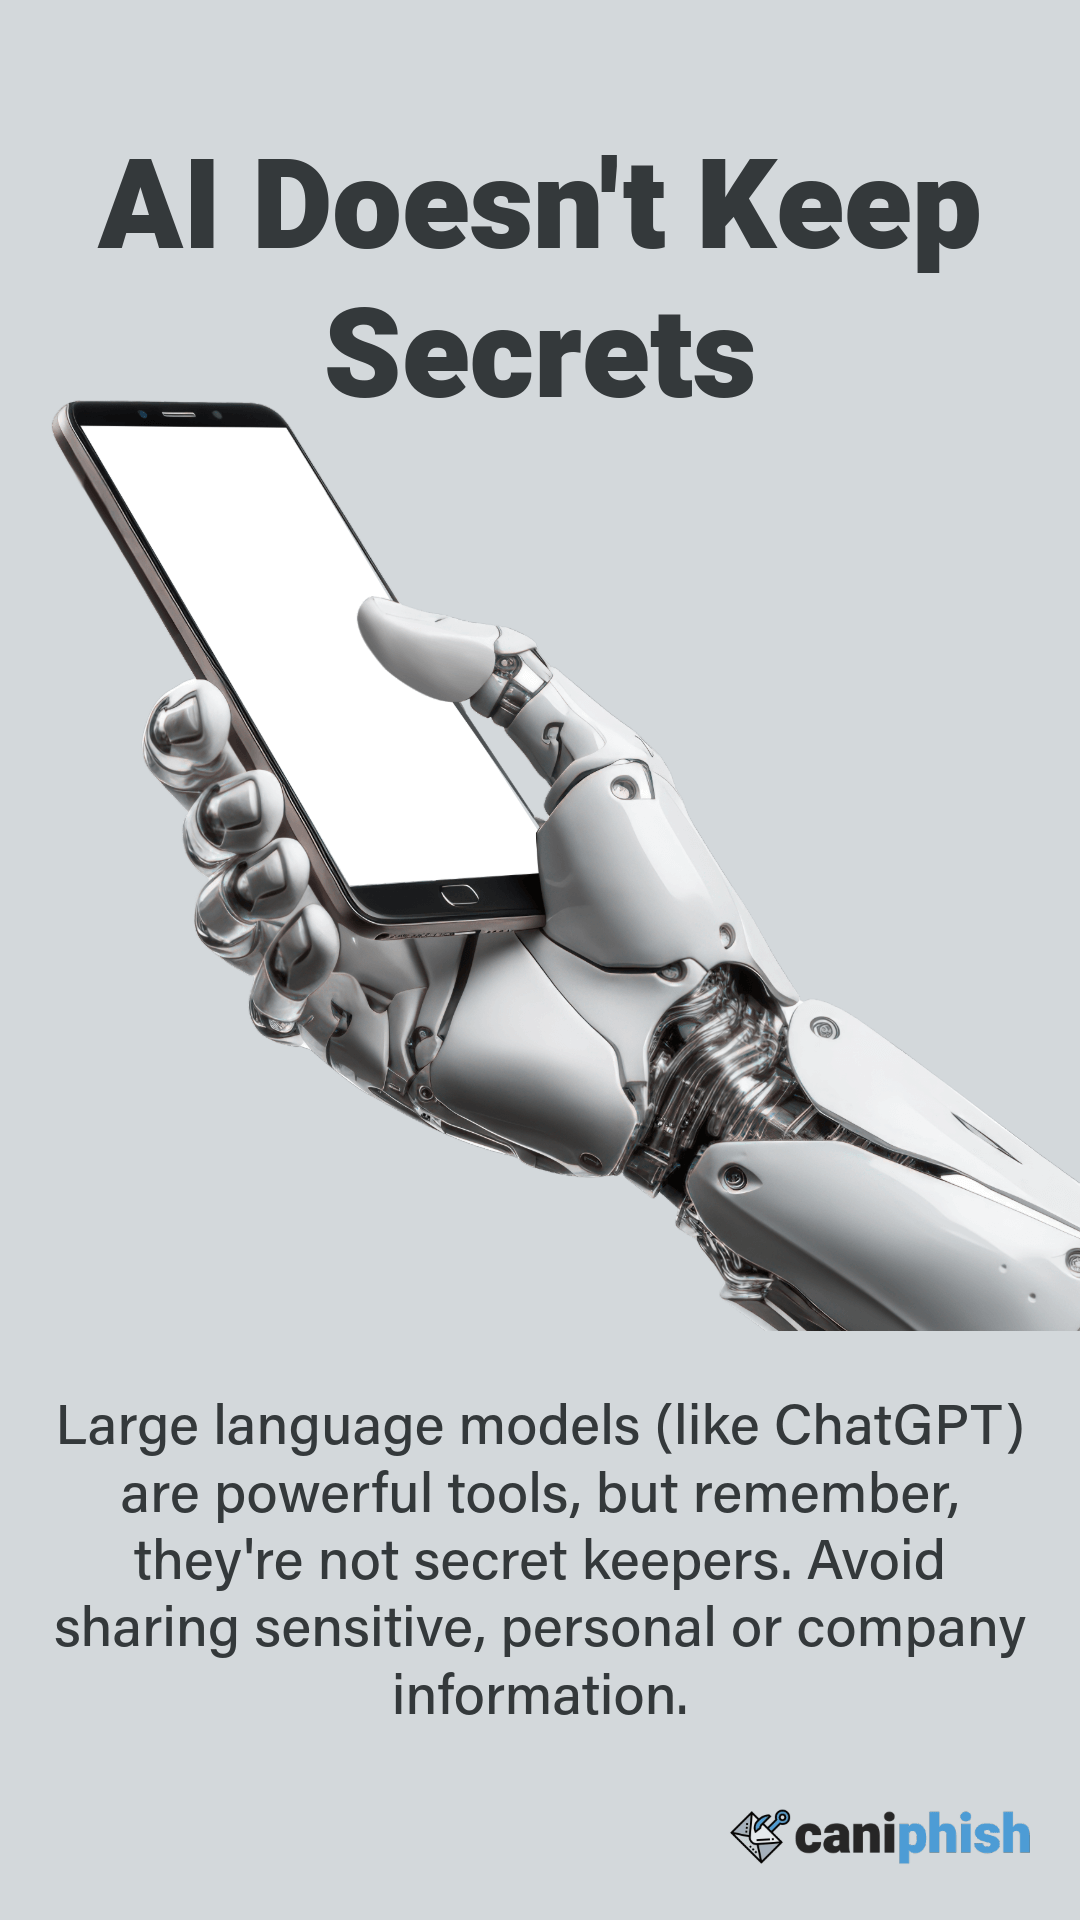 AI Doesn't Keep
Secrets
Large language models (like ChatGPT)
are powerful tools, but remember,
they're not secret keepers. Avoid
sharing sensitive, personal or company
information.
caniphish